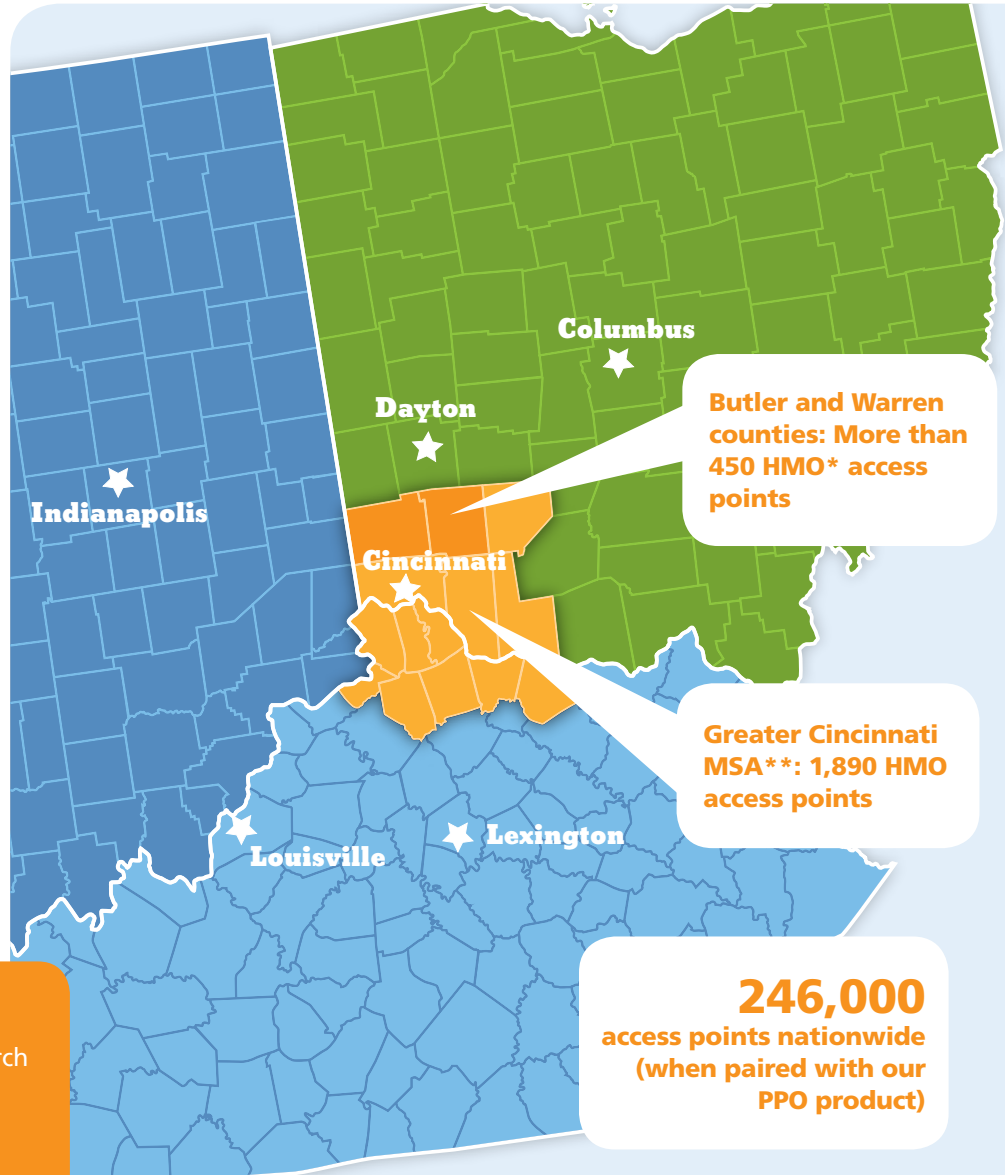 Columbus
Dayton
Butler and Warren
counties: More than
450 HMO* access
points
Indianapolis
Cincinnati
Greater Cincinnati
MSA**: 1,890 HMO
access points
Louisville
Lexington
246,000
access points nationwide
(when paired with our
PPO product)
rch